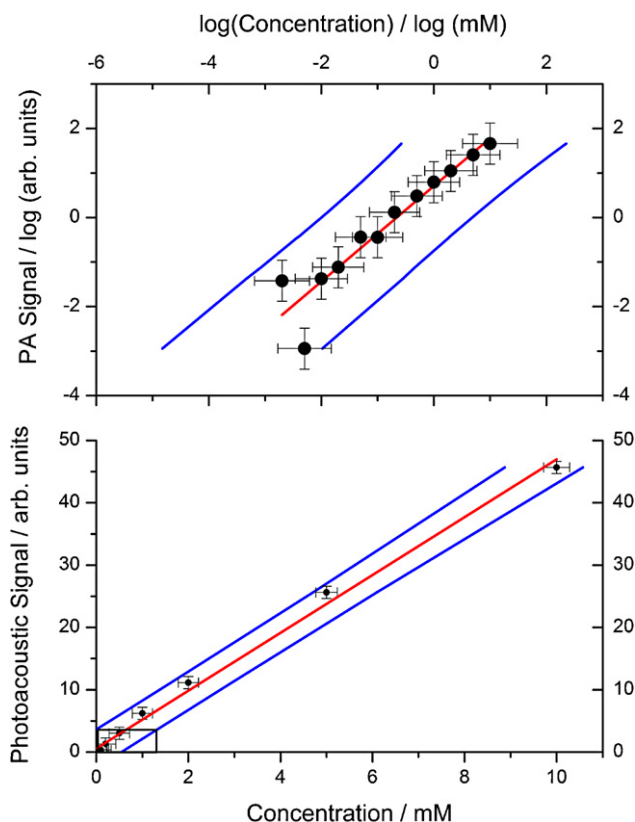 log(Concentration) / log (mM)
-6 -4 -2 0 2
PA Signal / log (arb. units)
2 2
0 0
-2 -2
-4 -4
Photoacoustic Signal / arb. units
50 50
40 40
30 30
20 20
10 10
0 0
0 2 4 6 8 10
Concentration / mM